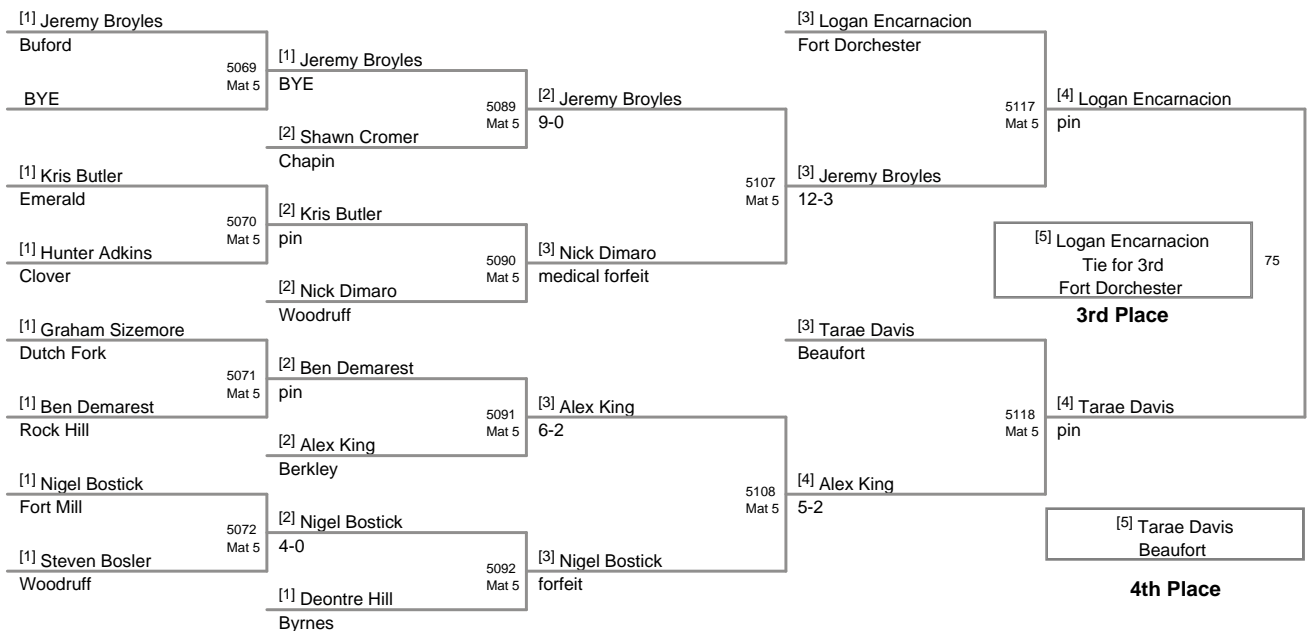 [1] Jeremy Broyles
Buford
5069
Mat 5
BYE
[1] Kris Butler
Emerald
5070
Mat 5
[1] Hunter Adkins
Clover
[1] Graham Sizemore
Dutch Fork
5071
Mat 5
[1] Ben Demarest
Rock Hill
[1] Nigel Bostick
Fort Mill
5072
Mat 5
[1] Steven Bosler
Woodruff
[1] Jeremy Broyles
BYE
5089
Mat 5
[2] Shawn Cromer
Chapin
[2] Kris Butler
pin
5090
Mat 5
[2] Nick Dimaro
Woodruff
[2] Ben Demarest
pin
5091
Mat 5
[2] Alex King
Berkley
[2] Nigel Bostick
4-0
5092
Mat 5
[1] Deontre Hill
Byrnes
[2] Jeremy Broyles
9-0
5107
Mat 5
[3] Nick Dimaro
medical forfeit
[3] Alex King
6-2
5108
Mat 5
[3] Nigel Bostick
forfeit
[3] Logan Encarnacion
Fort Dorchester
5117
Mat 5
[3] Jeremy Broyles
12-3
[3] Tarae Davis
Beaufort
5118
Mat 5
[4] Alex King
5-2
[4] Logan Encarnacion
pin
[5] Logan Encarnacion
Tie for 3rd
Fort Dorchester
75
3rd Place
[4] Tarae Davis
pin
[5] Tarae Davis
Beaufort
4th Place